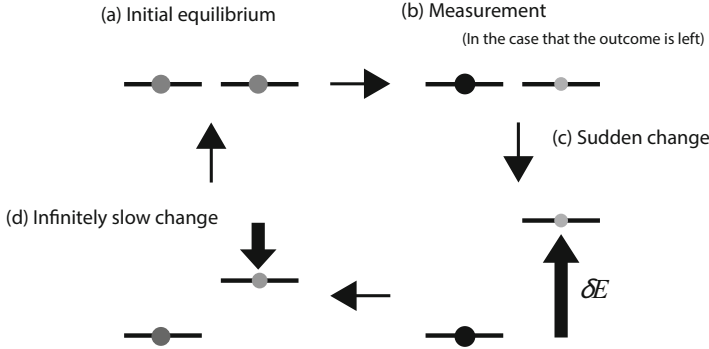 (a) Initial equilibrium
(b) Measurement
(In the case that the outcome is left)
(c) Sudden change
(d) Infinitely slow change
δE